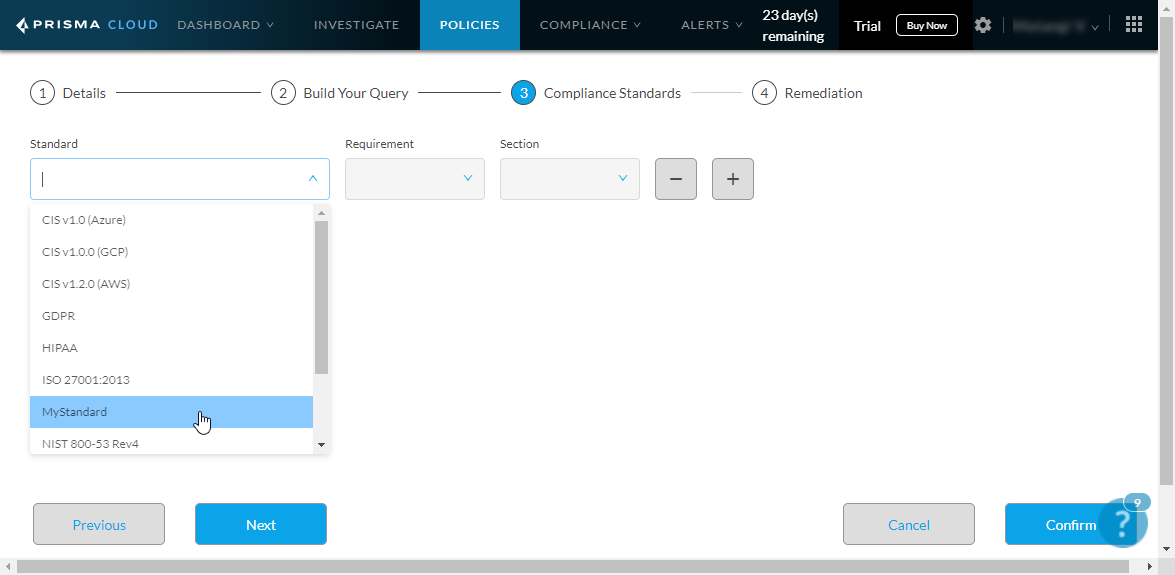 PRISMA CLOUD DASHBOARD INVESTIGATE POLICIES COMPLIANCE ALERTS 23 day(s) remaining Trial Buy Now
1 Details 2 Build Your Query 3 Compliance Standards 4 Remediation
Standard Requirement Section
− +
CIS v1.0 (Azure)
CIS v1.0.0 (GCP)
CIS v1.2.0 (AWS)
GDPR
HIPAA
ISO 27001:2013
MyStandard
NIST 800-53 Rev4
Previous Next Cancel Confirm ? 9